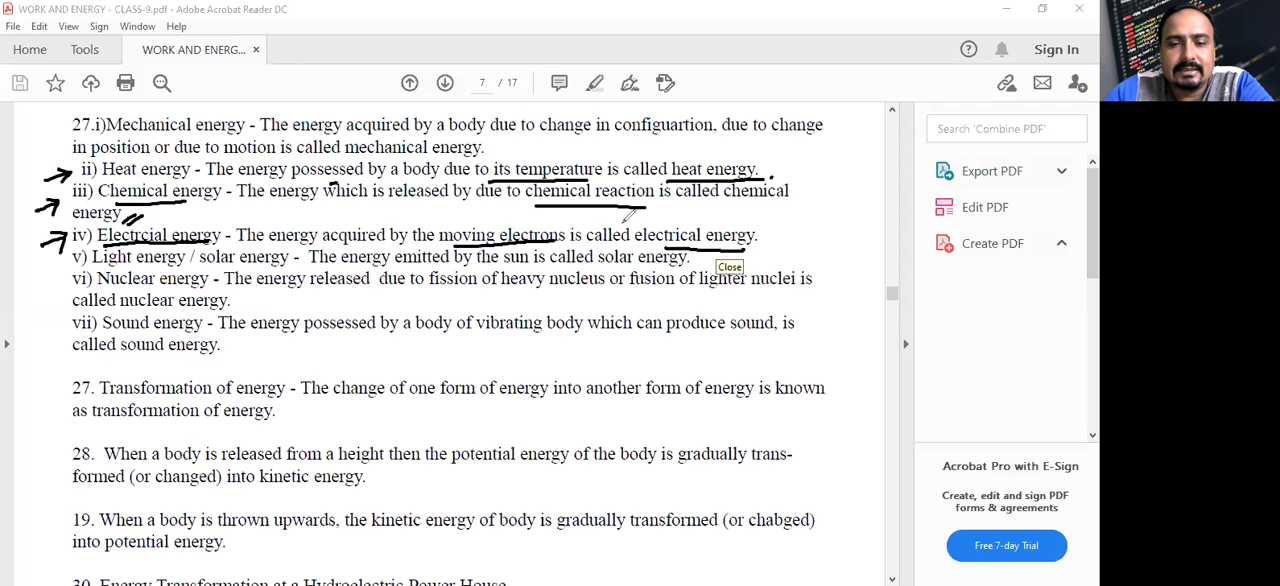 WORK AND ENERGY - CLASS-9.pdf - Adobe Acrobat Reader DC
File Edit View Sign Window Help
Home Tools WORK AND ENERG... × Sign In
7 / 17
27.i)Mechanical energy - The energy acquired by a body due to change in configuartion, due to change
in position or due to motion is called mechanical energy.
ii) Heat energy - The energy possessed by a body due to its temperature is called heat energy.
iii) Chemical energy - The energy which is released by due to chemical reaction is called chemical
energy
iv) Electrcial energy - The energy acquired by the moving electrons is called electrical energy.
v) Light energy / solar energy - The energy emitted by the sun is called solar energy.
Close
vi) Nuclear energy - The energy released due to fission of heavy nucleus or fusion of lighter nuclei is
called nuclear energy.
vii) Sound energy - The energy possessed by a body of vibrating body which can produce sound, is
called sound energy.
27. Transformation of energy - The change of one form of energy into another form of energy is known
as transformation of energy.
28. When a body is released from a height then the potential energy of the body is gradually trans-
formed (or changed) into kinetic energy.
19. When a body is thrown upwards, the kinetic energy of body is gradually transformed (or chabged)
into potential energy.
30. Energy Transformation at a Hydroelectric Power House
Search 'Combine PDF'
Export PDF
Edit PDF
Create PDF
Acrobat Pro with E-Sign
Create, edit and sign PDF
forms & agreements
Free 7-day Trial